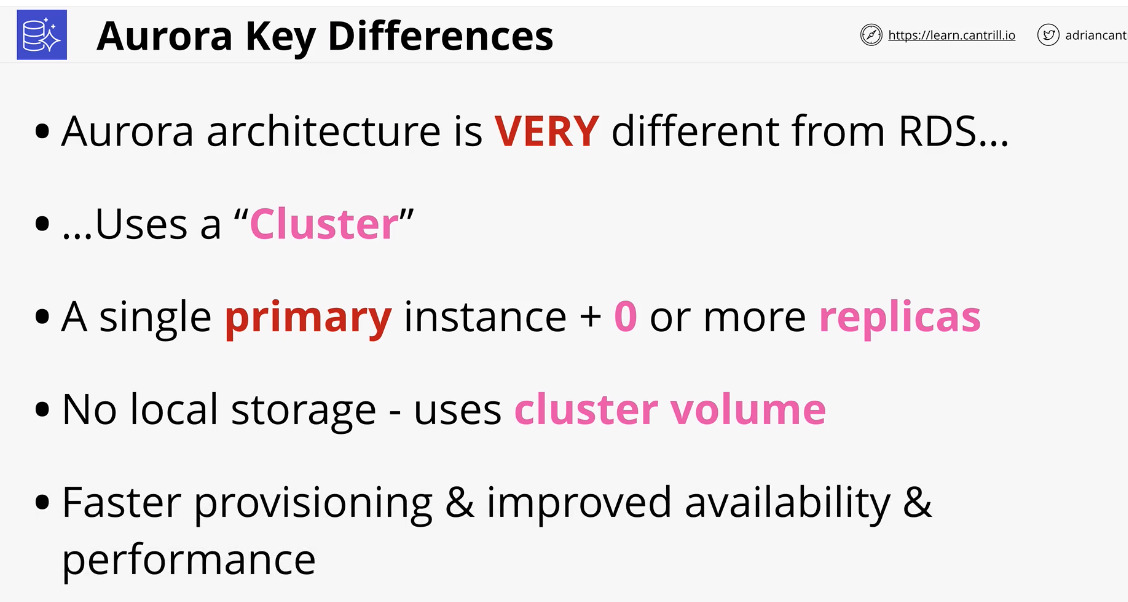 Aurora Key Differences
https://learn.cantrill.io
adriancant
• Aurora architecture is VERY different from RDS...
• ...Uses a “Cluster”
• A single primary instance + 0 or more replicas
• No local storage - uses cluster volume
• Faster provisioning & improved availability &
performance